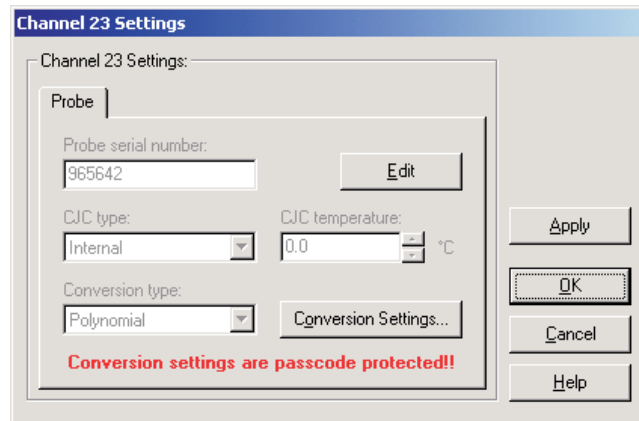 Channel 23 Settings
Channel 23 Settings:
Probe
Probe serial number:
965642
Edit
CJC type:
CJC temperature:
Internal
0.0
°C
Apply
Conversion type:
OK
Polynomial
Conversion Settings...
Cancel
Conversion settings are passcode protected!!
Help